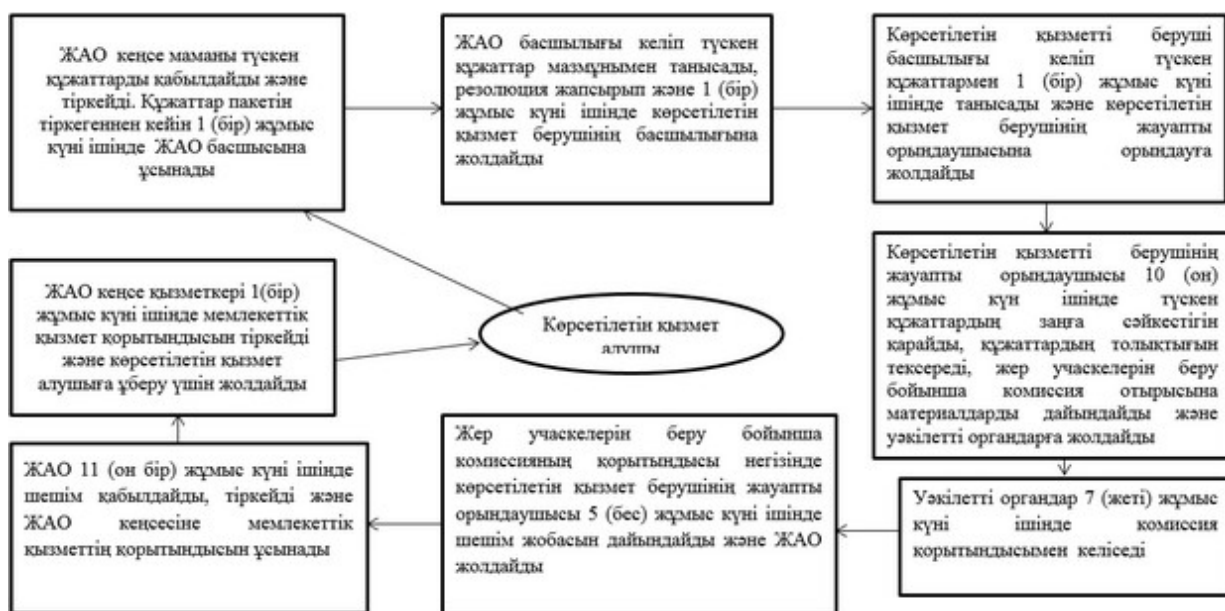 ЖАО кеңсе маманы түскен
құжаттарды қабылдайды және
тіркейді. Құжаттар пакетін
тіркегеннен кейін 1 (бір) жұмыс
күні ішінде ЖАО басшысына
ұсынады
ЖАО басшылығы келіп түскен
құжаттар мазмұнымен танысады,
резолюция жапсырып және 1 (бір)
жұмыс күні ішінде көрсетілетін
қызмет берушінің басшылығына
жолдайды
Көрсетілетін қызметті беруші
басшылығы келіп түскен
құжаттармен 1 (бір) жұмыс күні
ішінде танысады және көрсетілетін
қызмет берушінің жауапты
орындаушысына орындауға
жолдайды
Көрсетілетін қызметті берушінің
жауапты орындаушысы 10 (он)
жұмыс күн ішінде түскен
құжаттардың заңға сәйкестігін
қарайды, құжаттардың толықтығын
тексереді, жер учаскелерін беру
бойынша комиссия отырысына
материалдарды дайындайды және
уәкілетті органдарға жолдайды
Уәкілетті органдар 7 (жеті) жұмыс
күні ішінде комиссия
қорытындысымен келіседі
Жер учаскелерін беру бойынша
комиссияның қорытындысы негізінде
көрсетілетін қызмет берушінің жауапты
орындаушысы 5 (бес) жұмыс күні ішінде
шешім жобасын дайындайды және ЖАО
жолдайды
ЖАО 11 (он бір) жұмыс күні ішінде
шешім қабылдайды, тіркейді және
ЖАО кеңсесіне мемлекеттік
қызметтің қорытындысын ұсынады
ЖАО кеңсе қызметкері 1(бір)
жұмыс күні ішінде мемлекеттік
қызмет қорытындысын тіркейді
және көрсетілетін қызмет
алушыға ұберу үшін жолдайды
Көрсетілетін қызмет
алушы